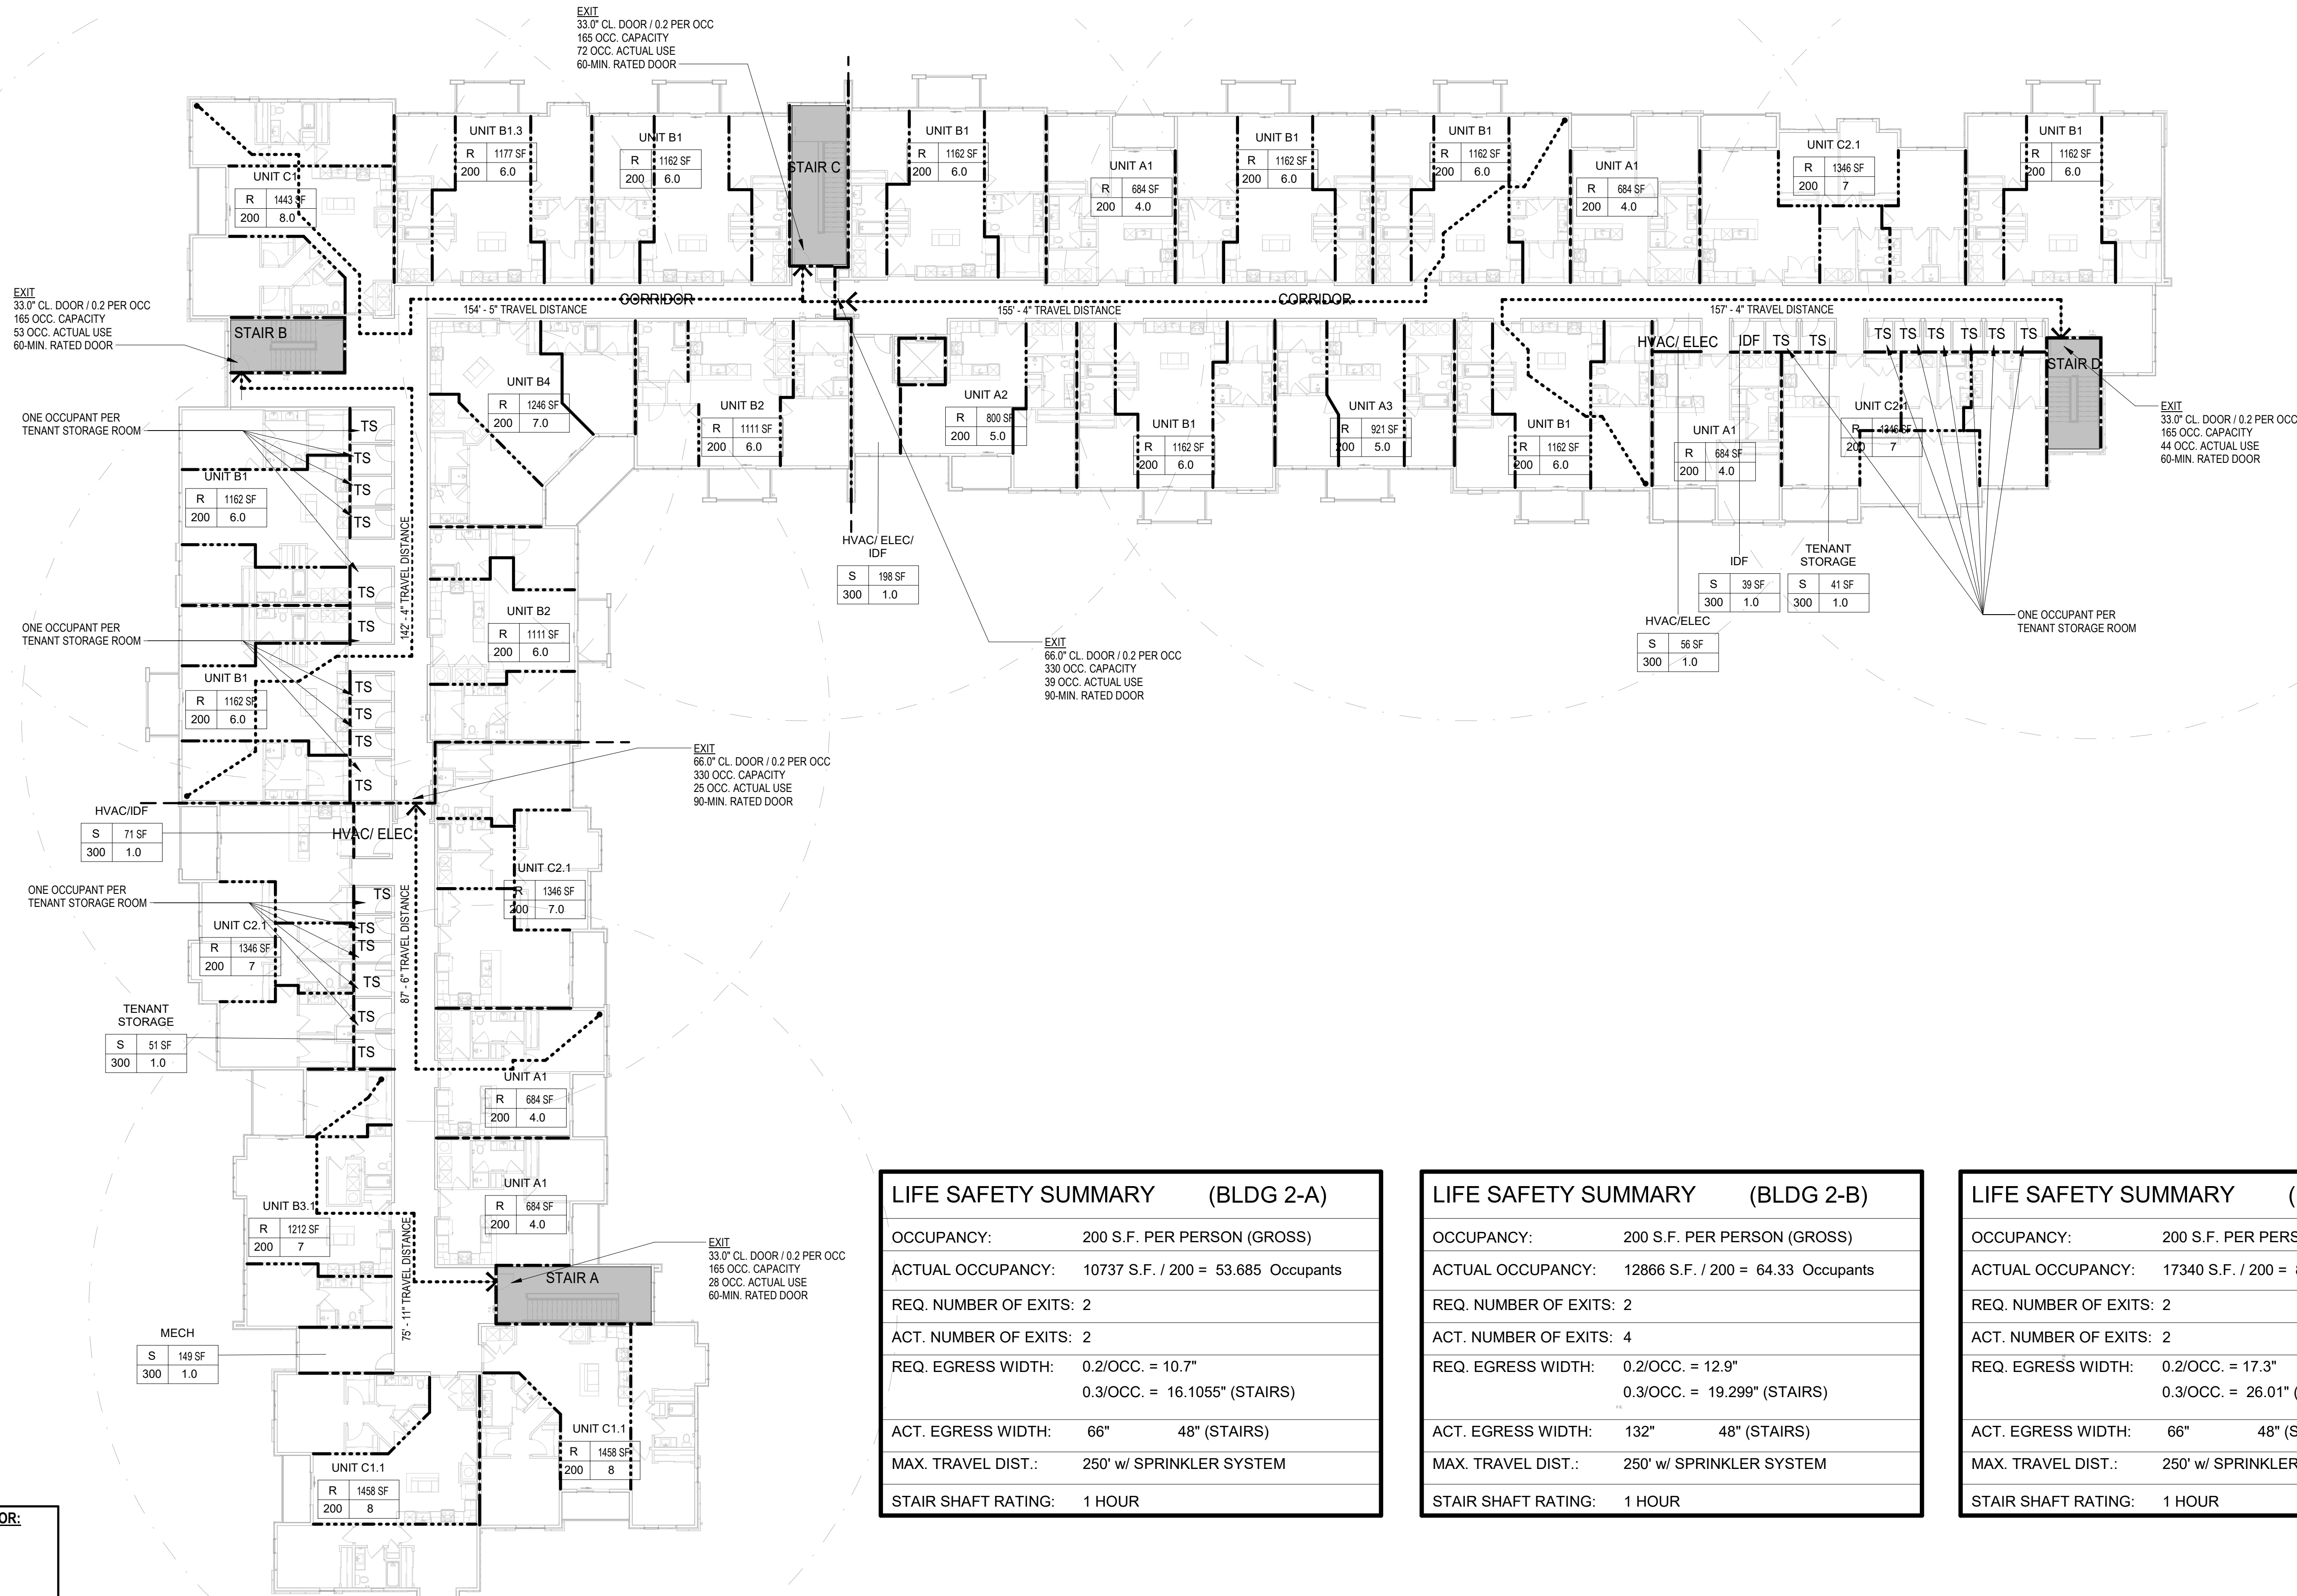 EXIT
33.0" CL. DOOR / 0.2 PER OCC
165 OCC. CAPACITY
72 OCC. ACTUAL USE
60-MIN. RATED DOOR
UNIT C1
R 1443 SF
200 8.0
UNIT B1.3
R 1177 SF
200 6.0
UNIT B1
R 1162 SF
200 6.0
STAIR C
UNIT B1
R 1162 SF
200 6.0
UNIT A1
R 684 SF
200 4.0
UNIT B1
R 1162 SF
200 6.0
UNIT B1
R 1162 SF
200 6.0
UNIT A1
R 684 SF
200 4.0
UNIT C2.1
R 1346 SF
200 7
UNIT B1
R 1162 SF
200 6.0
EXIT
33.0" CL. DOOR / 0.2 PER OCC
165 OCC. CAPACITY
53 OCC. ACTUAL USE
60-MIN. RATED DOOR
STAIR B
154' - 5" TRAVEL DISTANCE
CORRIDOR
155' - 4" TRAVEL DISTANCE
CORRIDOR
157' - 4" TRAVEL DISTANCE
HVAC/ ELEC
IDF
TS
TS
TS
TS
TS
TS
TS
TS
STAIR D
EXIT
33.0" CL. DOOR / 0.2 PER OCC
165 OCC. CAPACITY
44 OCC. ACTUAL USE
60-MIN. RATED DOOR
UNIT B4
R 1246 SF
200 7.0
UNIT B2
R 1111 SF
200 6.0
UNIT A2
R 800 SF
200 5.0
UNIT B1
R 1162 SF
200 6.0
UNIT A3
R 921 SF
200 5.0
UNIT B1
R 1162 SF
200 6.0
UNIT A1
R 684 SF
200 4.0
UNIT C2.1
R 1346 SF
200 7
ONE OCCUPANT PER
TENANT STORAGE ROOM
TS
TS
TS
TS
TS
TS
UNIT B1
R 1162 SF
200 6.0
142' - 4" TRAVEL DISTANCE
HVAC/ ELEC/
IDF
S 198 SF
300 1.0
IDF
S 39 SF
300 1.0
TENANT
STORAGE
S 41 SF
300 1.0
HVAC/ELEC
S 56 SF
300 1.0
ONE OCCUPANT PER
TENANT STORAGE ROOM
UNIT B2
R 1111 SF
200 6.0
ONE OCCUPANT PER
TENANT STORAGE ROOM
EXIT
66.0" CL. DOOR / 0.2 PER OCC
330 OCC. CAPACITY
39 OCC. ACTUAL USE
90-MIN. RATED DOOR
UNIT B1
R 1162 SF
200 6.0
TS
TS
TS
TS
EXIT
66.0" CL. DOOR / 0.2 PER OCC
330 OCC. CAPACITY
25 OCC. ACTUAL USE
90-MIN. RATED DOOR
HVAC/IDF
S 71 SF
300 1.0
HVAC/ ELEC
ONE OCCUPANT PER
TENANT STORAGE ROOM
TS
TS
TS
TS
TS
TS
UNIT C2.1
R 1346 SF
200 7
87' - 6" TRAVEL DISTANCE
UNIT C2.1
R 1346 SF
200 7.0
TENANT
STORAGE
S 51 SF
300 1.0
UNIT A1
R 684 SF
200 4.0
UNIT A1
R 684 SF
200 4.0
UNIT B3.1
R 1212 SF
200 7
75' - 11" TRAVEL DISTANCE
STAIR A
EXIT
33.0" CL. DOOR / 0.2 PER OCC
165 OCC. CAPACITY
28 OCC. ACTUAL USE
60-MIN. RATED DOOR
MECH
S 149 SF
300 1.0
UNIT C1.1
R 1458 SF
200 8
UNIT C1.1
R 1458 SF
200 8
OR:
LIFE SAFETY SUMMARY (BLDG 2-A)
OCCUPANCY: 200 S.F. PER PERSON (GROSS)
ACTUAL OCCUPANCY: 10737 S.F. / 200 = 53.685 Occupants
REQ. NUMBER OF EXITS: 2
ACT. NUMBER OF EXITS: 2
REQ. EGRESS WIDTH: 0.2/OCC. = 10.7"
0.3/OCC. = 16.1055" (STAIRS)
ACT. EGRESS WIDTH: 66" 48" (STAIRS)
MAX. TRAVEL DIST.: 250' w/ SPRINKLER SYSTEM
STAIR SHAFT RATING: 1 HOUR
LIFE SAFETY SUMMARY (BLDG 2-B)
OCCUPANCY: 200 S.F. PER PERSON (GROSS)
ACTUAL OCCUPANCY: 12866 S.F. / 200 = 64.33 Occupants
REQ. NUMBER OF EXITS: 2
ACT. NUMBER OF EXITS: 4
REQ. EGRESS WIDTH: 0.2/OCC. = 12.9"
0.3/OCC. = 19.299" (STAIRS)
ACT. EGRESS WIDTH: 132" 48" (STAIRS)
MAX. TRAVEL DIST.: 250' w/ SPRINKLER SYSTEM
STAIR SHAFT RATING: 1 HOUR
LIFE SAFETY SUMMARY (
OCCUPANCY: 200 S.F. PER PERS
ACTUAL OCCUPANCY: 17340 S.F. / 200 =
REQ. NUMBER OF EXITS: 2
ACT. NUMBER OF EXITS: 2
REQ. EGRESS WIDTH: 0.2/OCC. = 17.3"
0.3/OCC. = 26.01" (
ACT. EGRESS WIDTH: 66" 48" (S
MAX. TRAVEL DIST.: 250' w/ SPRINKLER
STAIR SHAFT RATING: 1 HOUR